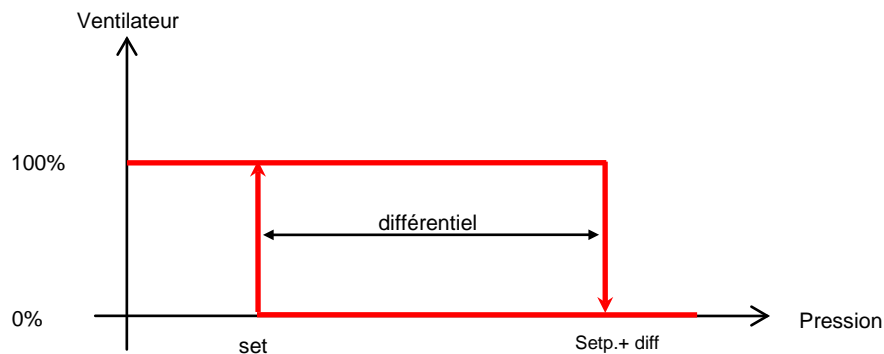 Ventilateur
100%
différentiel
0%
set
Setp.+ diff
Pression